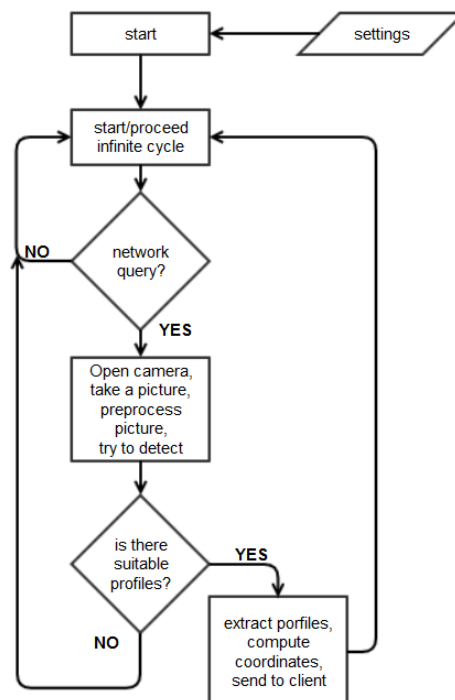 start
settings
start/proceed
infinite cycle
NO
network
query?
YES
Open camera,
take a picture,
preprocess
picture,
try to detect
is there
suitable
profiles?
YES
NO
extract porfiles,
compute
coordinates,
send to client